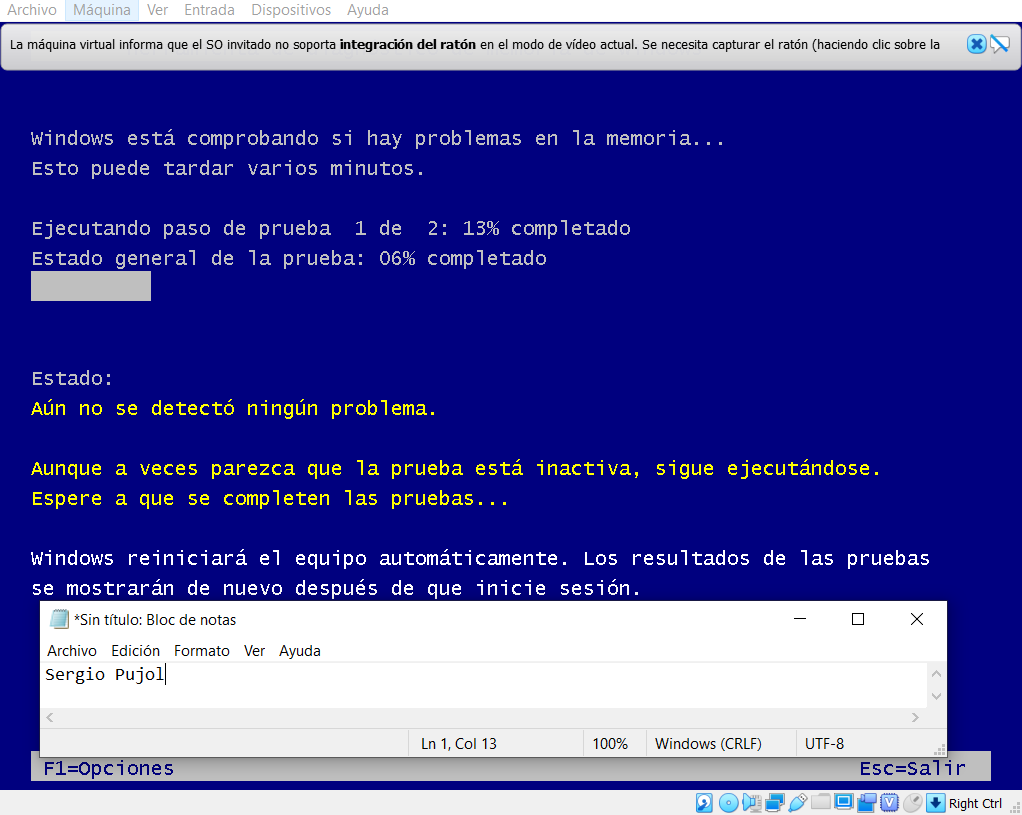 Archivo Máquina Ver Entrada Dispositivos Ayuda
La máquina virtual informa que el SO invitado no soporta integración del ratón en el modo de vídeo actual. Se necesita capturar el ratón (haciendo clic sobre la
Windows está comprobando si hay problemas en la memoria...
Esto puede tardar varios minutos.
Ejecutando paso de prueba  1 de  2: 13% completado
Estado general de la prueba: 06% completado
Estado:
Aún no se detectó ningún problema.
Aunque a veces parezca que la prueba está inactiva, sigue ejecutándose.
Espere a que se completen las pruebas...
Windows reiniciará el equipo automáticamente. Los resultados de las pruebas
se mostrarán de nuevo después de que inicie sesión.
*Sin título: Bloc de notas
Archivo Edición Formato Ver Ayuda
Sergio Pujol
Ln 1, Col 13 100% Windows (CRLF) UTF-8
F1=Opciones Esc=Salir
Right Ctrl